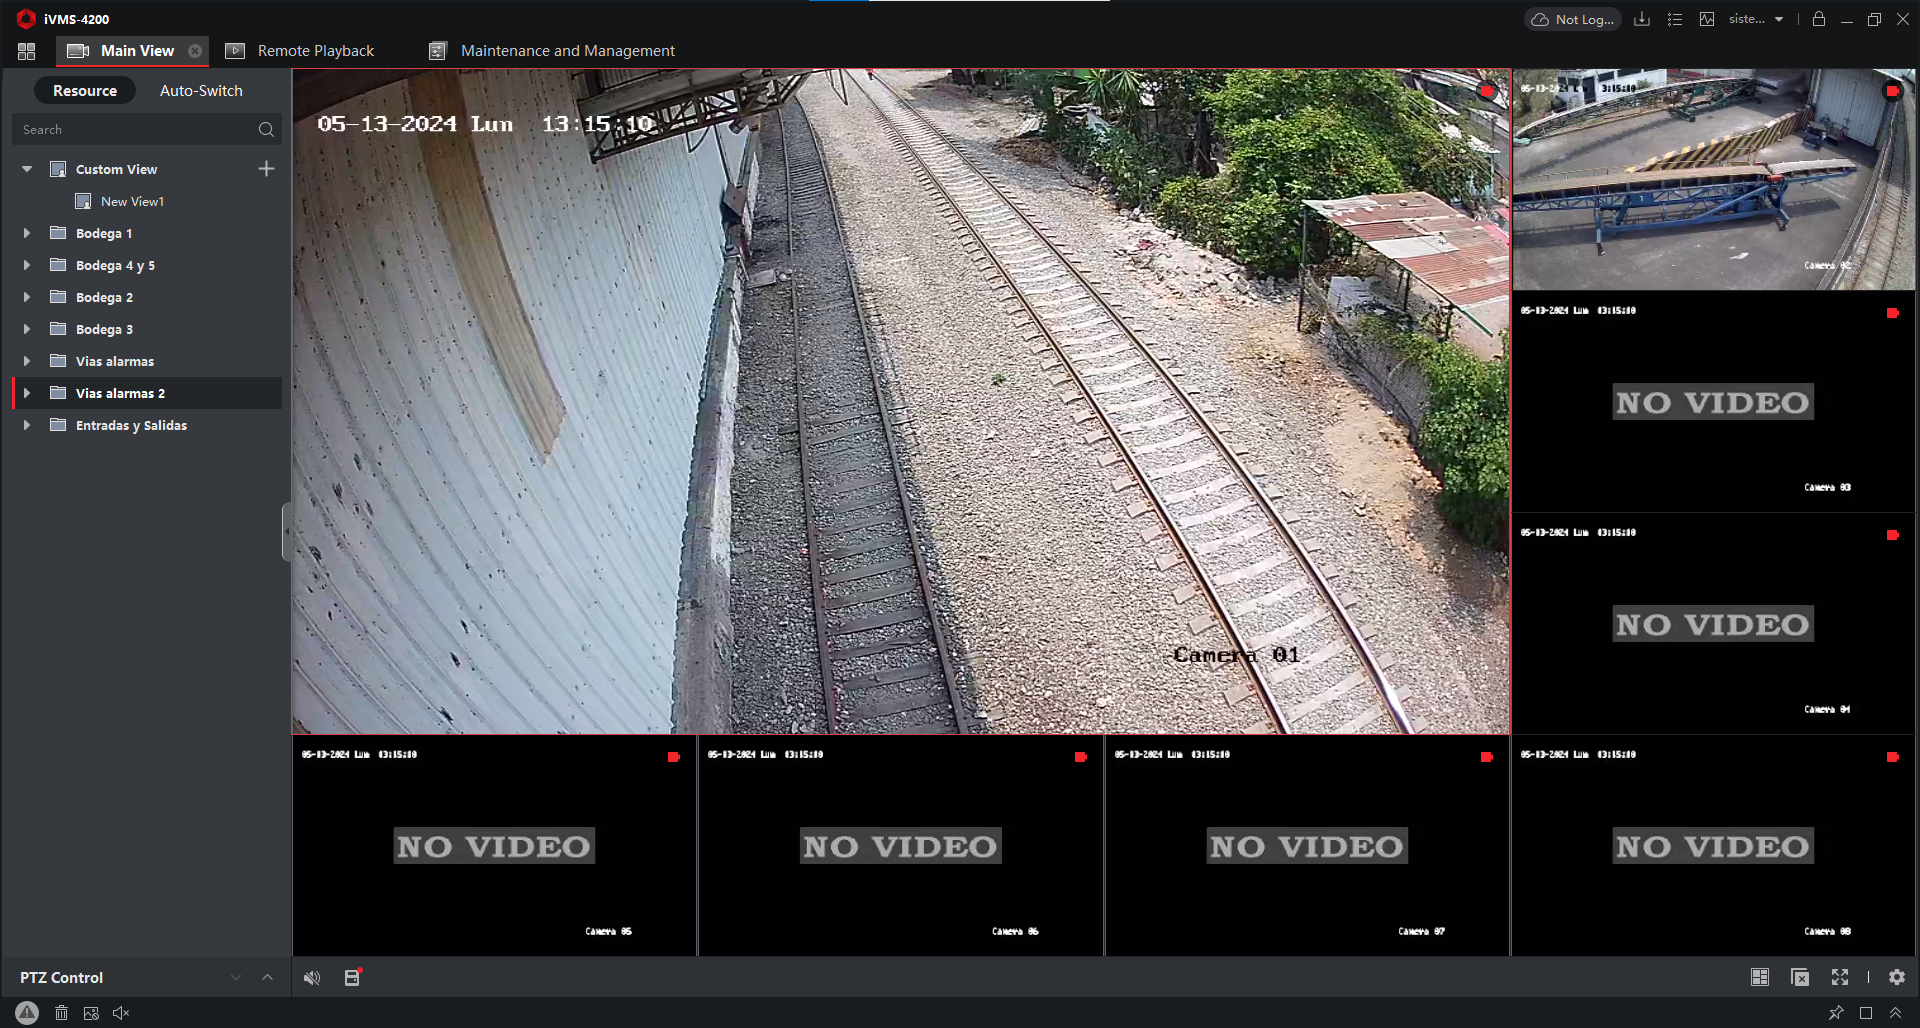 iVMS-4200
Not Log...
siste...
Main View
Remote Playback
Maintenance and Management
Resource
Auto-Switch
Search
Custom View
New View1
Bodega 1
Bodega 4 y 5
Bodega 2
Bodega 3
Vias alarmas
Vias alarmas 2
Entradas y Salidas
PTZ Control
05-13-2024 Lun 13:15:10
Camera 01
Camera 02
05-13-2024 Lun 13:15:10
NO VIDEO
Camera 03
05-13-2024 Lun 13:15:10
NO VIDEO
Camera 04
05-13-2024 Lun 13:15:10
NO VIDEO
Camera 05
05-13-2024 Lun 13:15:10
NO VIDEO
Camera 06
05-13-2024 Lun 13:15:10
NO VIDEO
Camera 07
05-13-2024 Lun 13:15:10
NO VIDEO
Camera 08